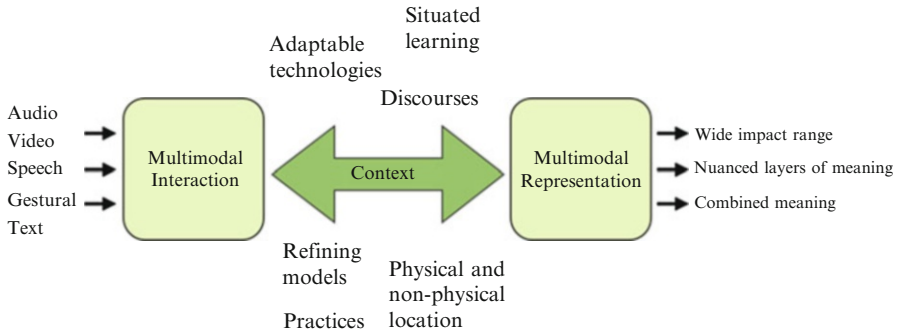 Situated
learning
Adaptable
technologies
Discourses
Audio
Video
Speech
Gestural
Text
Multimodal
Interaction
Context
Multimodal
Representation
Wide impact range
Nuanced layers of meaning
Combined meaning
Refining
models
Practices
Physical and
non-physical
location